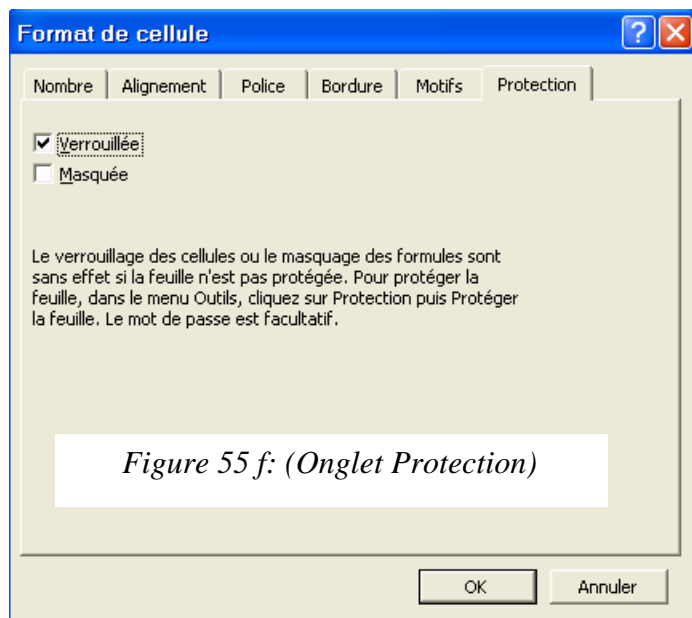 Format de cellule
Nombre Alignement Police Bordure Motifs Protection
Verrouillée
Masquée
Le verrouillage des cellules ou le masquage des formules sont
sans effet si la feuille n'est pas protégée. Pour protéger la
feuille, dans le menu Outils, cliquez sur Protection puis Protéger
la feuille. Le mot de passe est facultatif.
Figure 55 f: (Onglet Protection)
OK Annuler